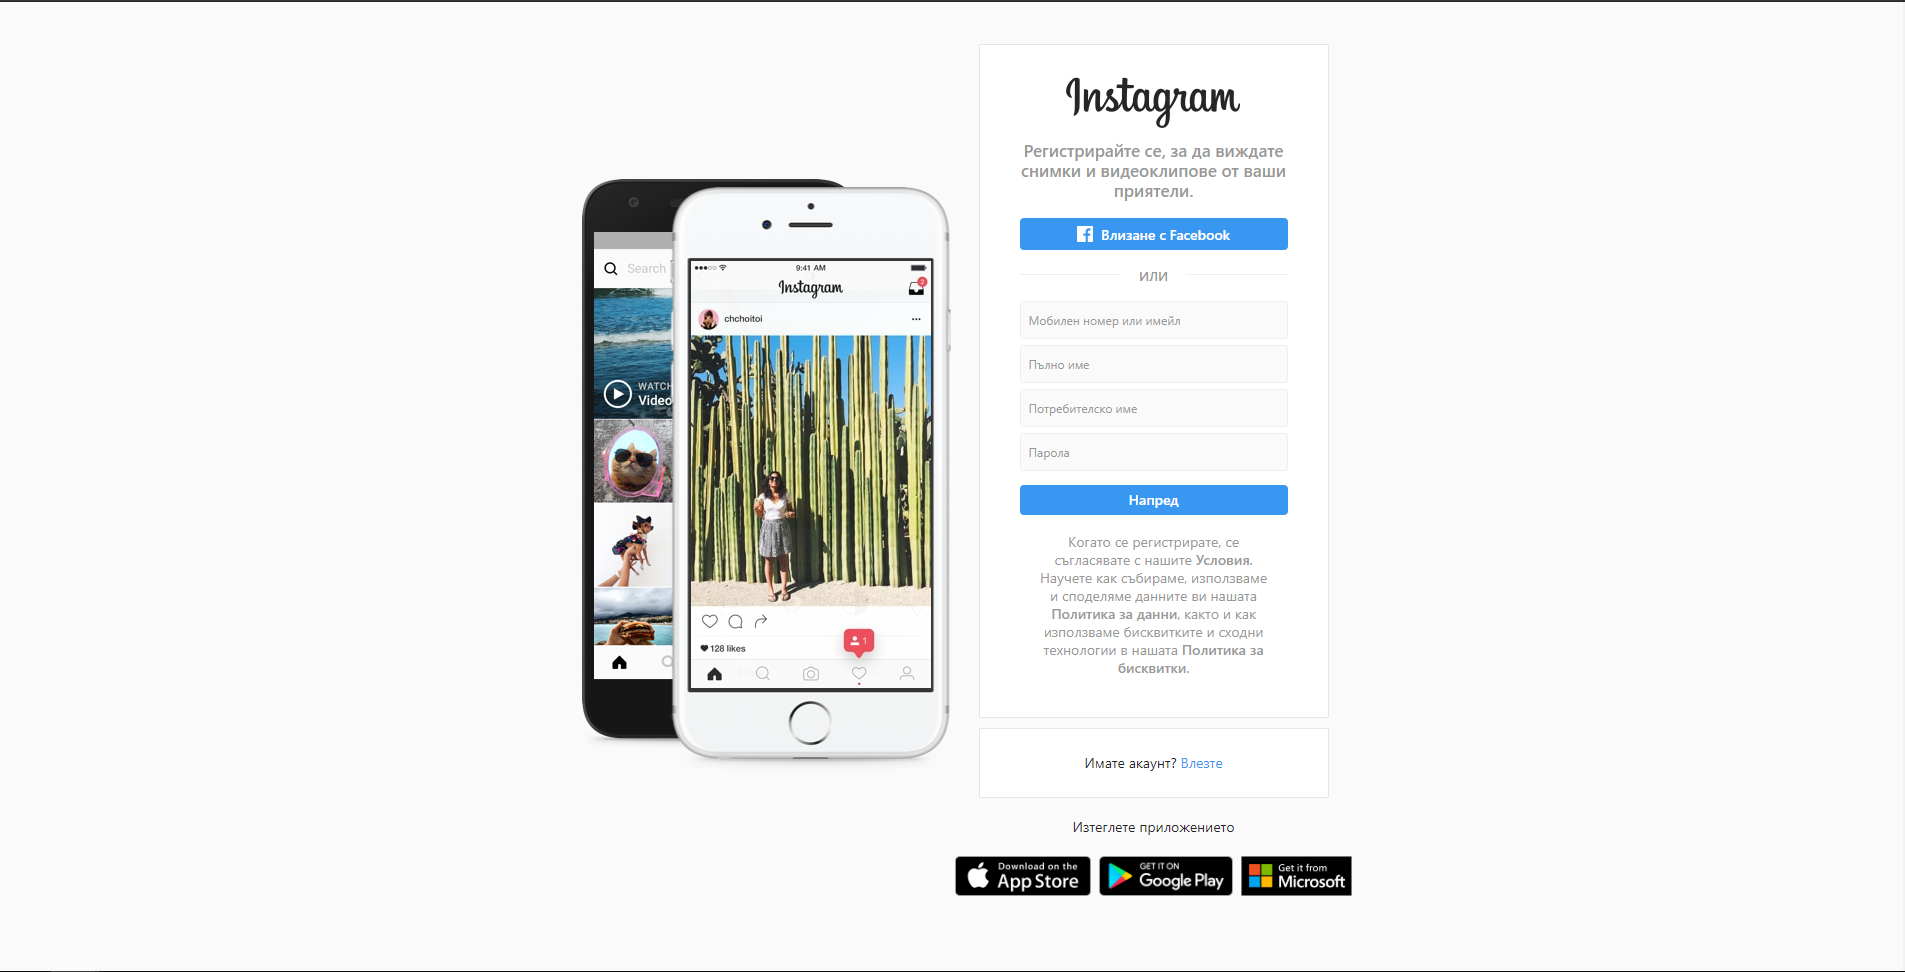 Search
WATCH
Video
9:41 AM
Instagram
2
chchoitoi
1
128 likes
Instagram
Регистрирайте се, за да виждате
снимки и видеоклипове от ваши
приятели.
Влизане с Facebook
ИЛИ
Мобилен номер или имейл
Пълно име
Потребителско име
Парола
Напред
Когато се регистрирате, се
съгласявате с нашите Условия.
Научете как събираме, използваме
и споделяме данните ви нашата
Политика за данни, както и как
използваме бисквитките и сходни
технологии в нашата Политика за
бисквитки.
Имате акаунт? Влезте
Изтеглете приложението
Download on the
App Store
GET IT ON
Google Play
Get it from
Microsoft